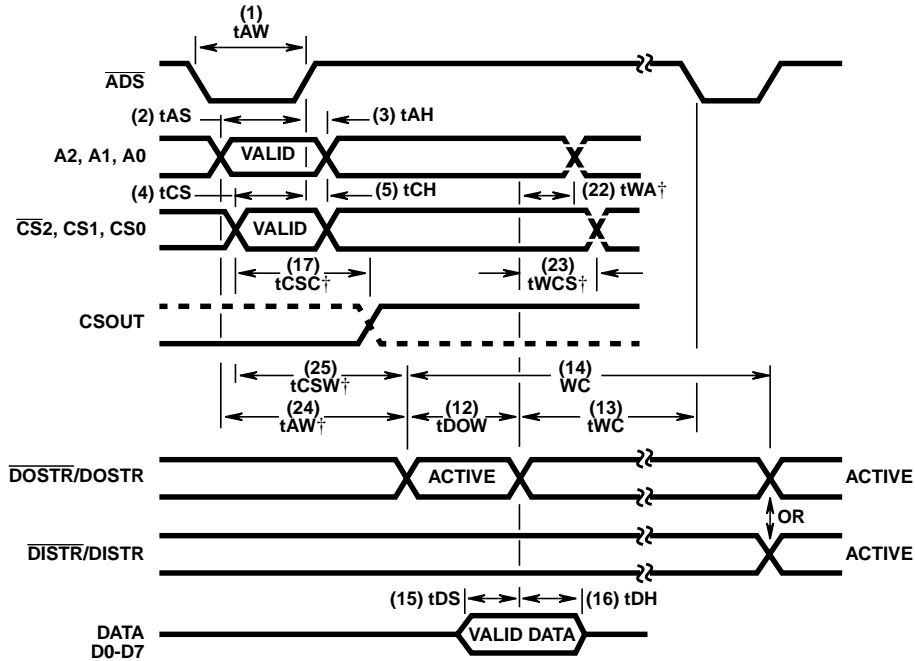 (1)
tAW
ADS
(2) tAS
(3) tAH
A2, A1, A0
VALID
(4) tCS
(5) tCH
(22) tWA†
CS2, CS1, CS0
VALID
(17)
tCSC†
(23)
tWCS†
CSOUT
(25)
tCSW†
(14)
WC
(24)
tAW†
(12)
tDOW
(13)
tWC
DOSTR/DOSTR
ACTIVE
ACTIVE
OR
DISTR/DISTR
ACTIVE
(15) tDS
(16) tDH
DATA
D0-D7
VALID DATA